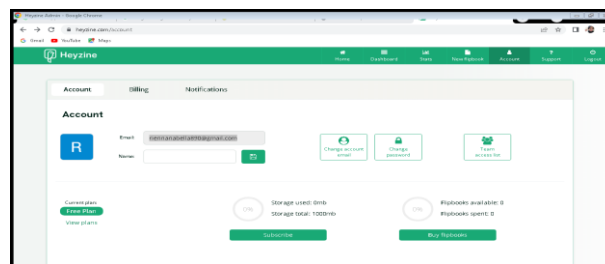 Heyzine Admin - Google Chrome
heyzine.com/account
Gmail YouTube Maps
Heyzine
Home Dashboard Stats New flipbook Account Support Logout
Account Billing Notifications
Account
R
Email
Name
Change account email
Change password
Team access list
Current plan:
Free Plan
View plans
0%
Storage used: 0mb
Storage total: 1000mb
Subscribe
0%
Flipbooks available: 0
Flipbooks spent: 0
Buy flipbooks